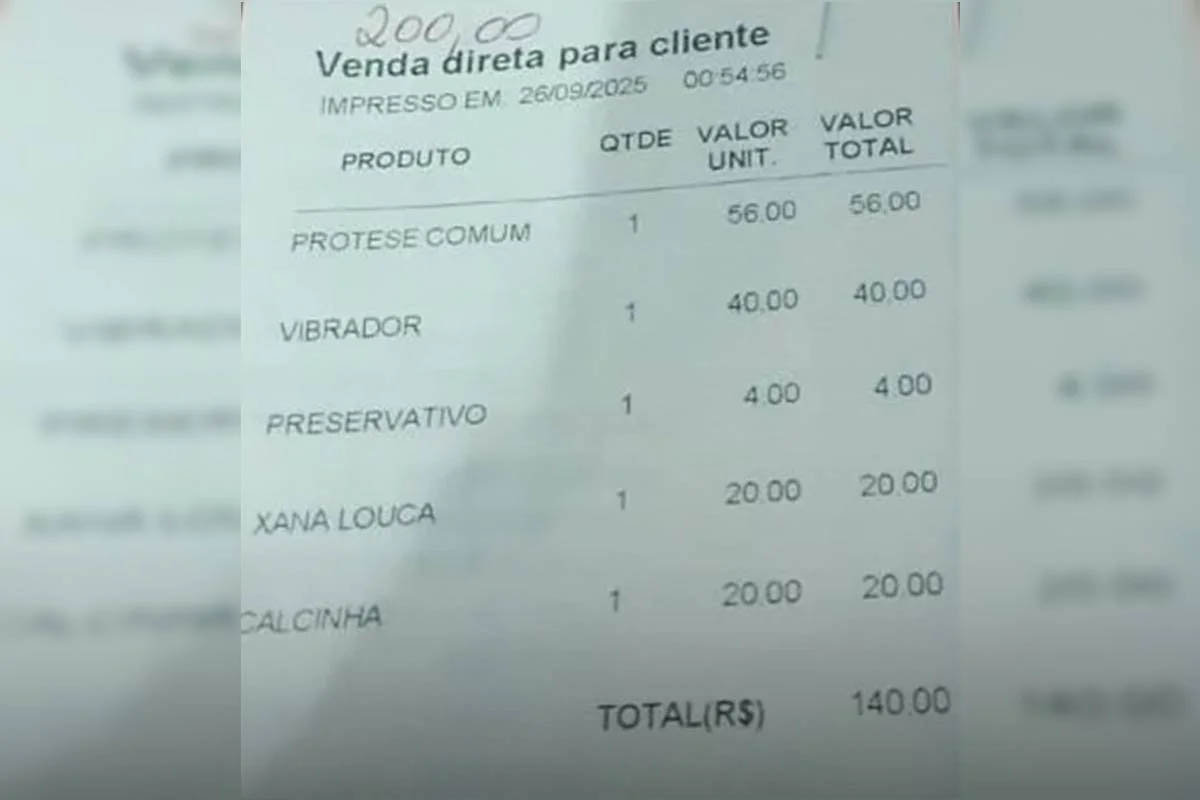 200,00
Venda direta para cliente
IMPRESSO EM 26/09/2025 00:54:56
PRODUTO QTDE VALOR UNIT. VALOR TOTAL
PROTESE COMUM 1 56,00 56,00
VIBRADOR 1 40,00 40,00
PRESERVATIVO 1 4,00 4,00
XANA LOUCA 1 20,00 20,00
CALCINHA 1 20,00 20,00
TOTAL(R$) 140,00